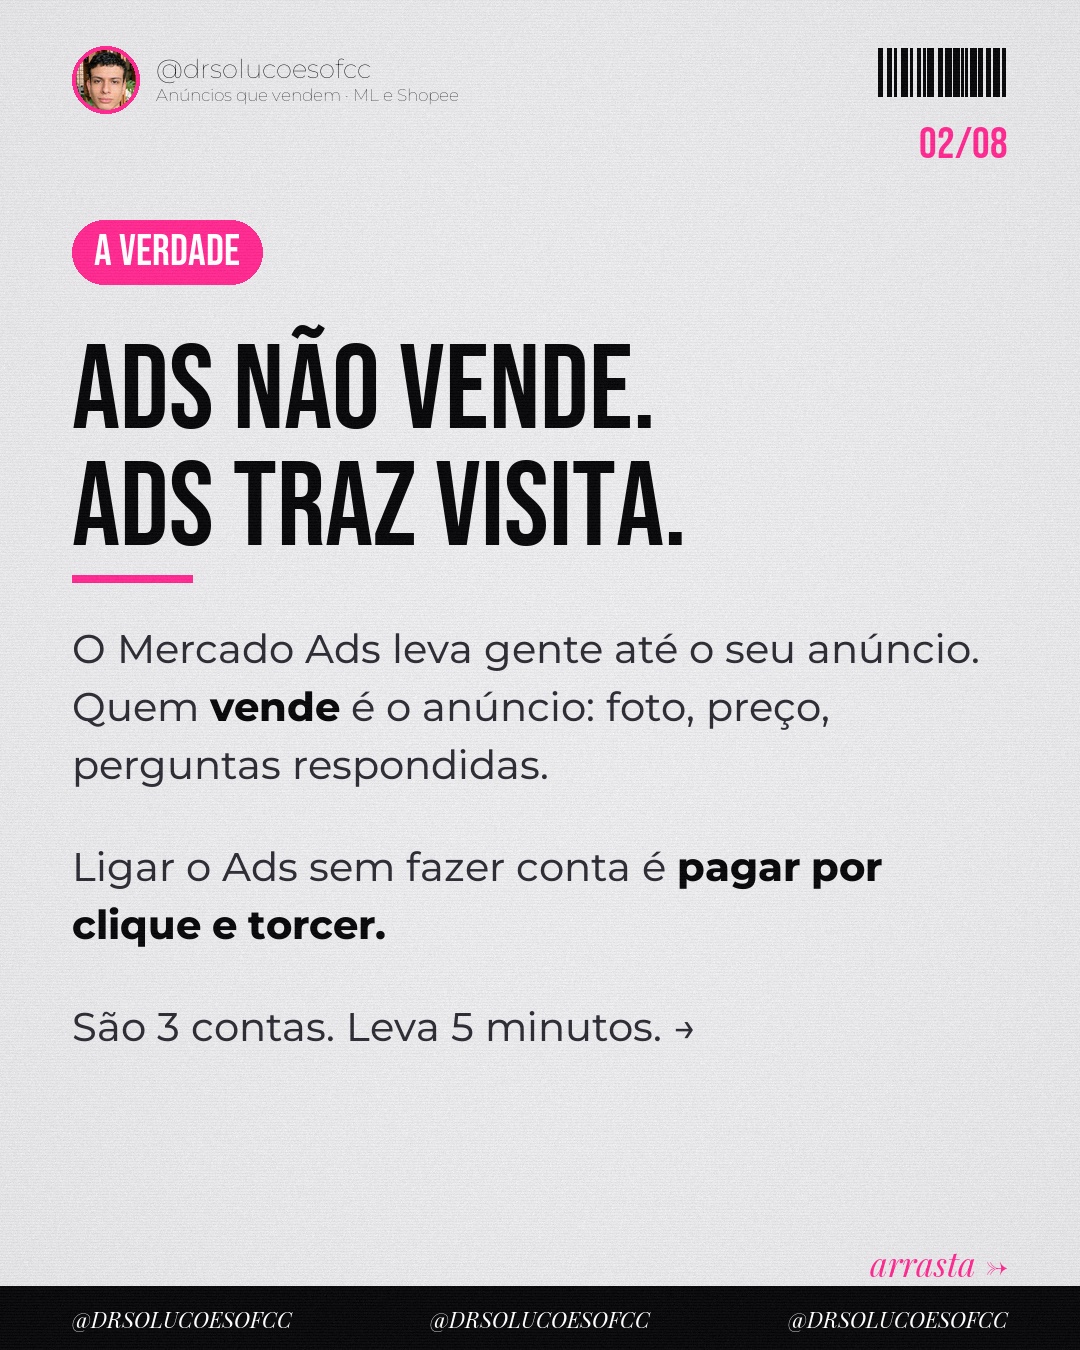 @drsolucoesofcc
Anúncios que vendem · ML e Shopee
02/08
A VERDADE
ADS NÃO VENDE.
ADS TRAZ VISITA.
O Mercado Ads leva gente até o seu anúncio.
Quem vende é o anúncio: foto, preço,
perguntas respondidas.
Ligar o Ads sem fazer conta é pagar por
clique e torcer.
São 3 contas. Leva 5 minutos. →
arrasta ➳
@DRSOLUCOESOFCC @DRSOLUCOESOFCC @DRSOLUCOESOFCC